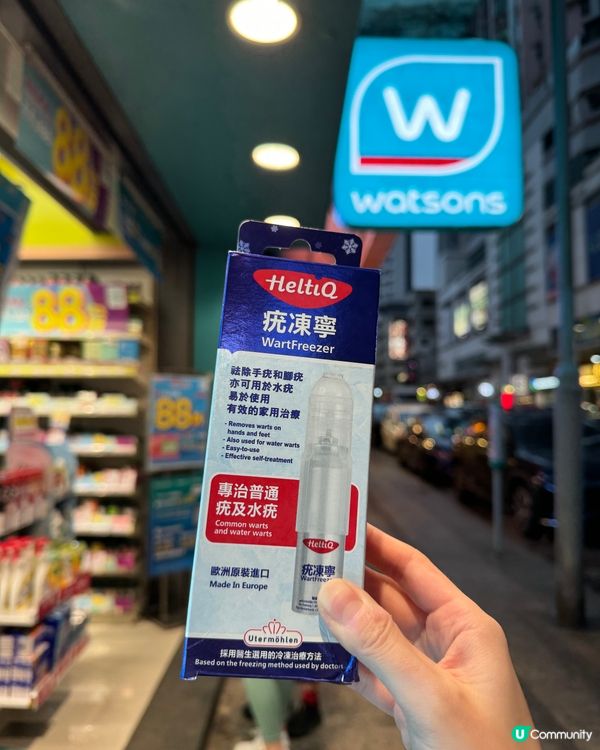 W
watsons
HeltiQ
疣凍寧
WartFreezer
祛除手疣和腳疣
亦可用於水疣
易於使用
有效的家用治療
- Removes warts on
hands and feet
- Also used for water warts
- Easy-to-use
- Effective self-treatment
專治普通
疣及水疣
Common warts
and water warts
HeltiQ
疣凍寧
WartFreezer
歐洲原裝進口
Made In Europe
Utermöhlen
採用醫生選用的冷凍治療方法
Based on the freezing method used by doctors
88
88
88
U Community